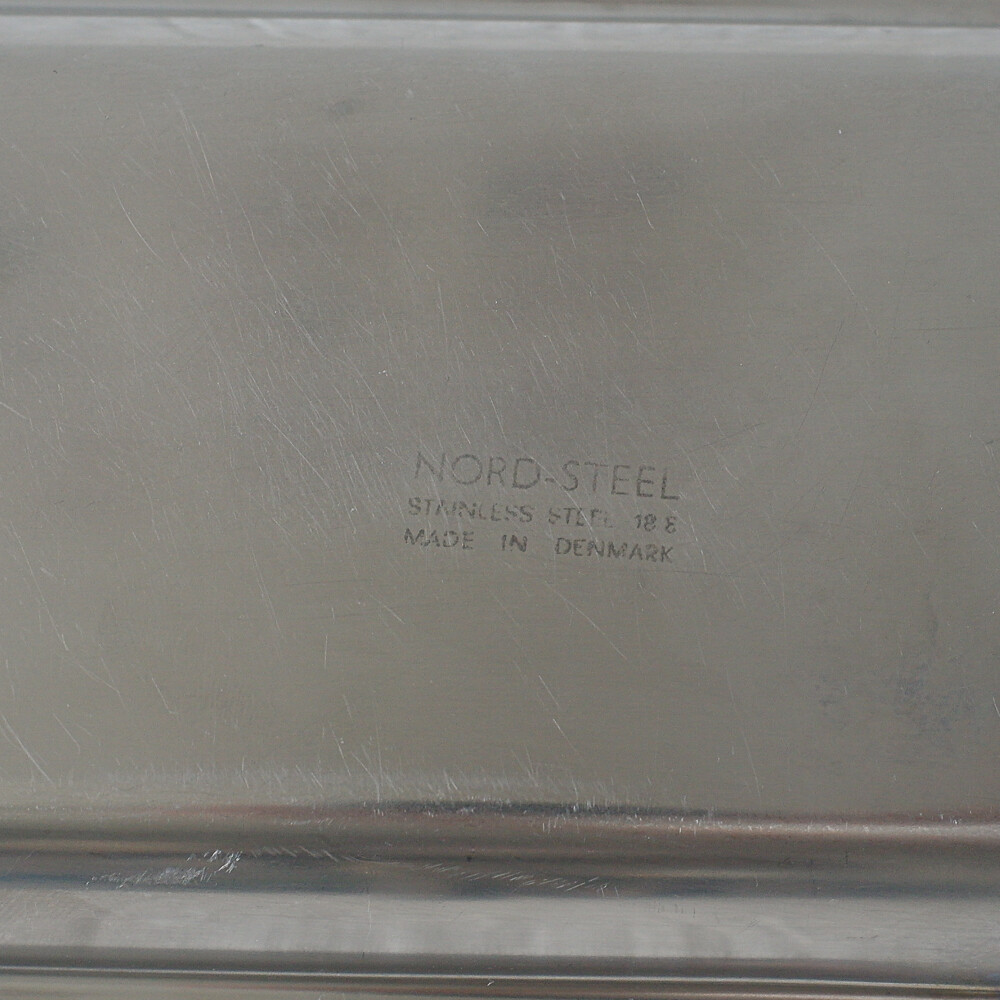 NORD-STEEL
STAINLESS STEEL 18 8
MADE IN DENMARK